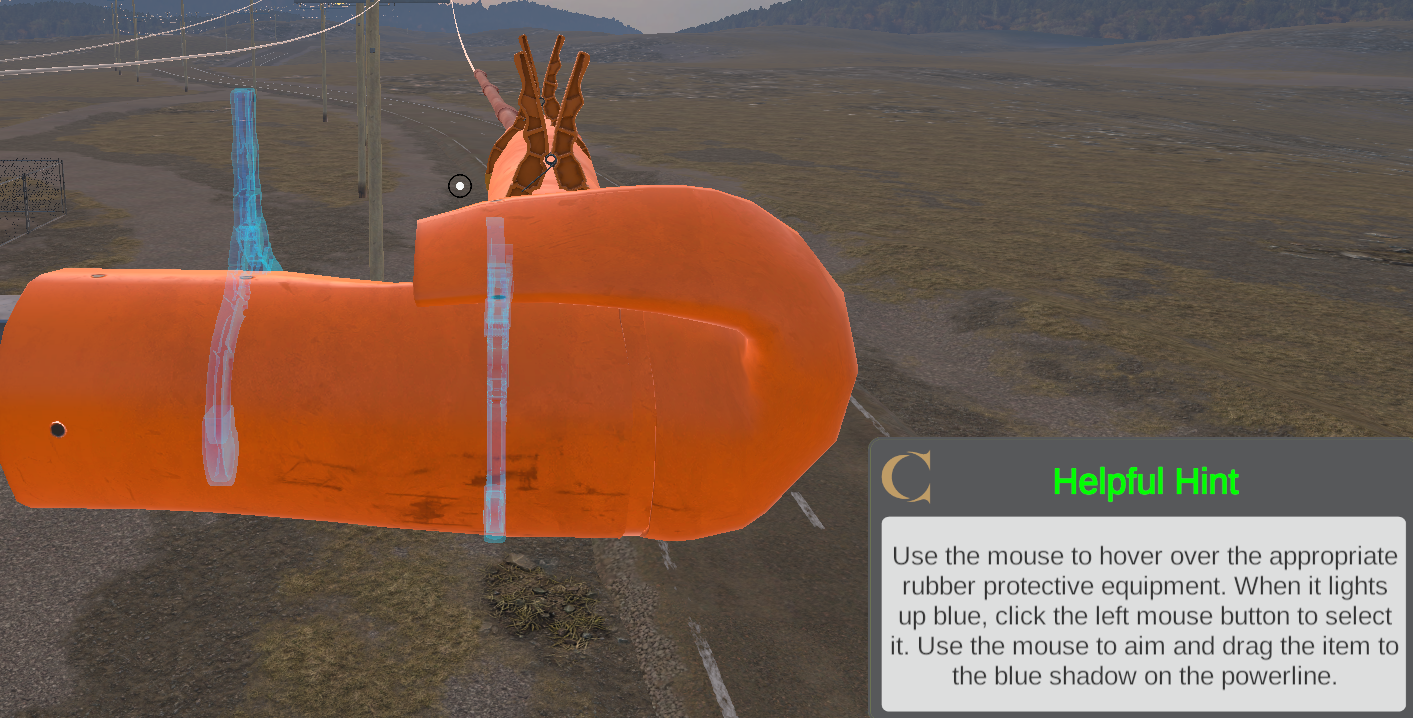 Helpful Hint
Use the mouse to hover over the appropriate
rubber protective equipment. When it lights
up blue, click the left mouse button to select
it. Use the mouse to aim and drag the item to
the blue shadow on the powerline.